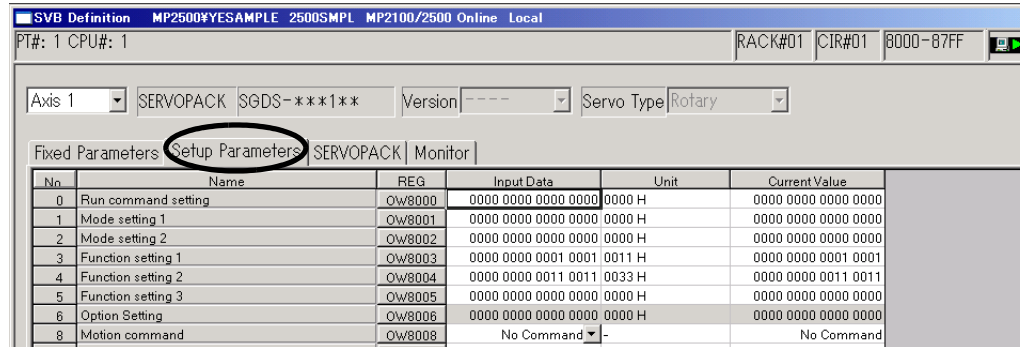 SVB Definition MP2500¥YESAMPLE 2500SMPL MP2100/2500 Online Local
PT#: 1 CPU#: 1 RACK#01 CIR#01 8000-87FF
Axis 1 SERVOPACK SGDS-***1** Version ---- Servo Type Rotary
Fixed Parameters Setup Parameters SERVOPACK Monitor
No Name REG Input Data Unit Current Value
0 Run command setting OW8000 0000 0000 0000 0000 0000 H 0000 0000 0000 0000
1 Mode setting 1 OW8001 0000 0000 0000 0000 0000 H 0000 0000 0000 0000
2 Mode setting 2 OW8002 0000 0000 0000 0000 0000 H 0000 0000 0000 0000
3 Function setting 1 OW8003 0000 0000 0001 0001 0011 H 0000 0000 0001 0001
4 Function setting 2 OW8004 0000 0000 0011 0011 0033 H 0000 0000 0011 0011
5 Function setting 3 OW8005 0000 0000 0000 0000 0000 H 0000 0000 0000 0000
6 Option Setting OW8006 0000 0000 0000 0000 0000 H 0000 0000 0000 0000
8 Motion command OW8008 No Command - No Command